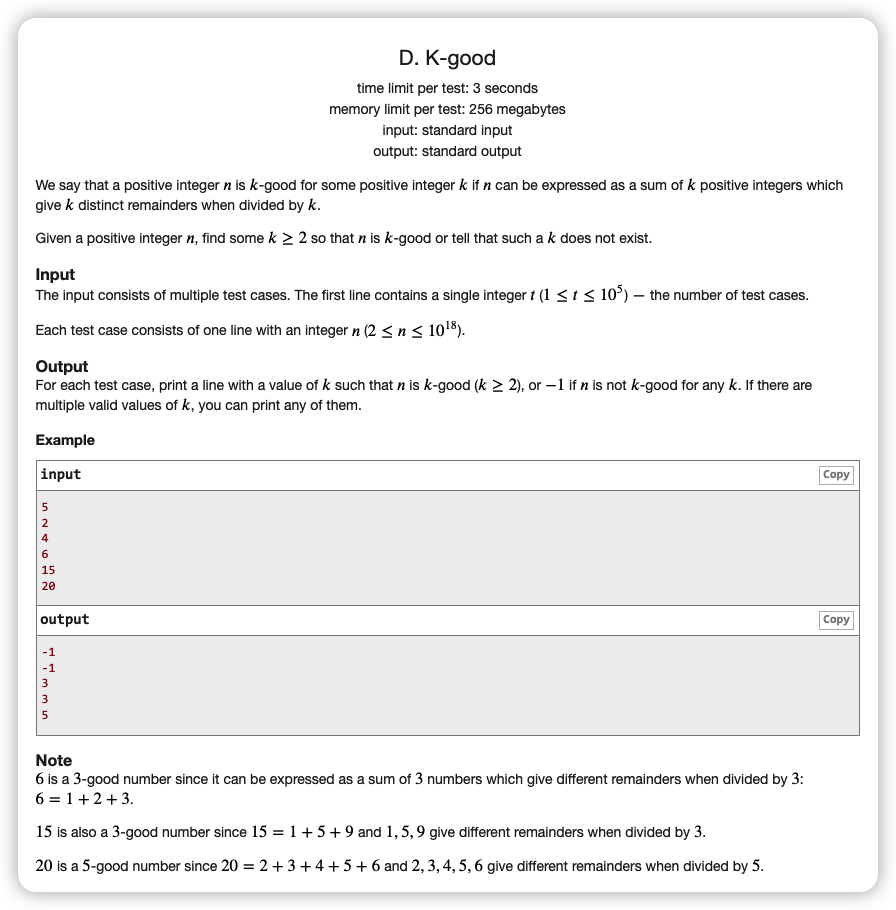 D. K-good
time limit per test: 3 seconds
memory limit per test: 256 megabytes
input: standard input
output: standard output
We say that a positive integer n is k-good for some positive integer k if n can be expressed as a sum of k positive integers which
give k distinct remainders when divided by k.
Given a positive integer n, find some k ≥ 2 so that n is k-good or tell that such a k does not exist.
Input
The input consists of multiple test cases. The first line contains a single integer t (1 ≤ t ≤ 10⁵) — the number of test cases.
Each test case consists of one line with an integer n (2 ≤ n ≤ 10¹⁸).
Output
For each test case, print a line with a value of k such that n is k-good (k ≥ 2), or −1 if n is not k-good for any k. If there are
multiple valid values of k, you can print any of them.
Example
input Copy
5
2
4
6
15
20
output Copy
-1
-1
3
3
5
Note
6 is a 3-good number since it can be expressed as a sum of 3 numbers which give different remainders when divided by 3:
6 = 1 + 2 + 3.
15 is also a 3-good number since 15 = 1 + 5 + 9 and 1, 5, 9 give different remainders when divided by 3.
20 is a 5-good number since 20 = 2 + 3 + 4 + 5 + 6 and 2, 3, 4, 5, 6 give different remainders when divided by 5.